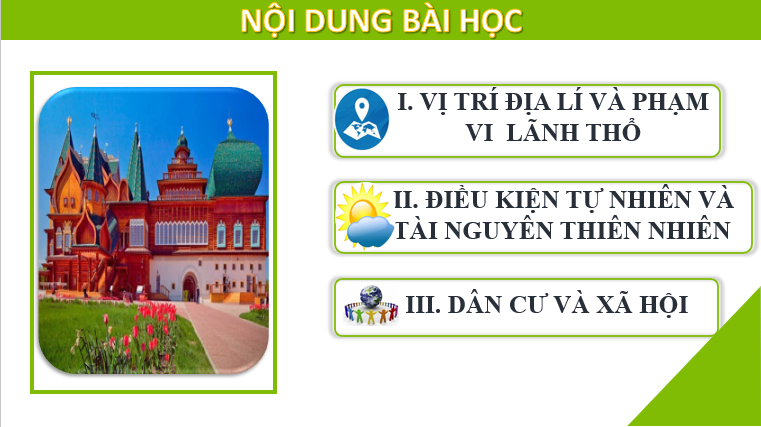 NỘI DUNG BÀI HỌC
I. VỊ TRÍ ĐỊA LÍ VÀ PHẠM
VI LÃNH THỔ
II. ĐIỀU KIỆN TỰ NHIÊN VÀ
TÀI NGUYÊN THIÊN NHIÊN
III. DÂN CƯ VÀ XÃ HỘI